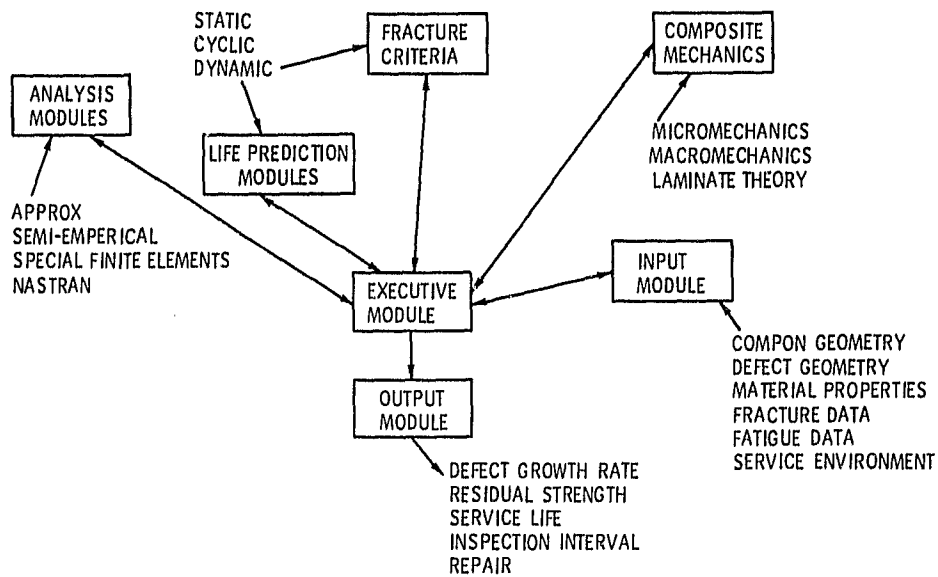 STATIC
CYCLIC
DYNAMIC
FRACTURE
CRITERIA
COMPOSITE
MECHANICS
ANALYSIS
MODULES
LIFE PREDICTION
MODULES
MICROMECHANICS
MACROMECHANICS
LAMINATE THEORY
APPROX
SEMI-EMPERICAL
SPECIAL FINITE ELEMENTS
NASTRAN
EXECUTIVE
MODULE
INPUT
MODULE
COMPON GEOMETRY
DEFECT GEOMETRY
MATERIAL PROPERTIES
FRACTURE DATA
FATIGUE DATA
SERVICE ENVIRONMENT
OUTPUT
MODULE
DEFECT GROWTH RATE
RESIDUAL STRENGTH
SERVICE LIFE
INSPECTION INTERVAL
REPAIR